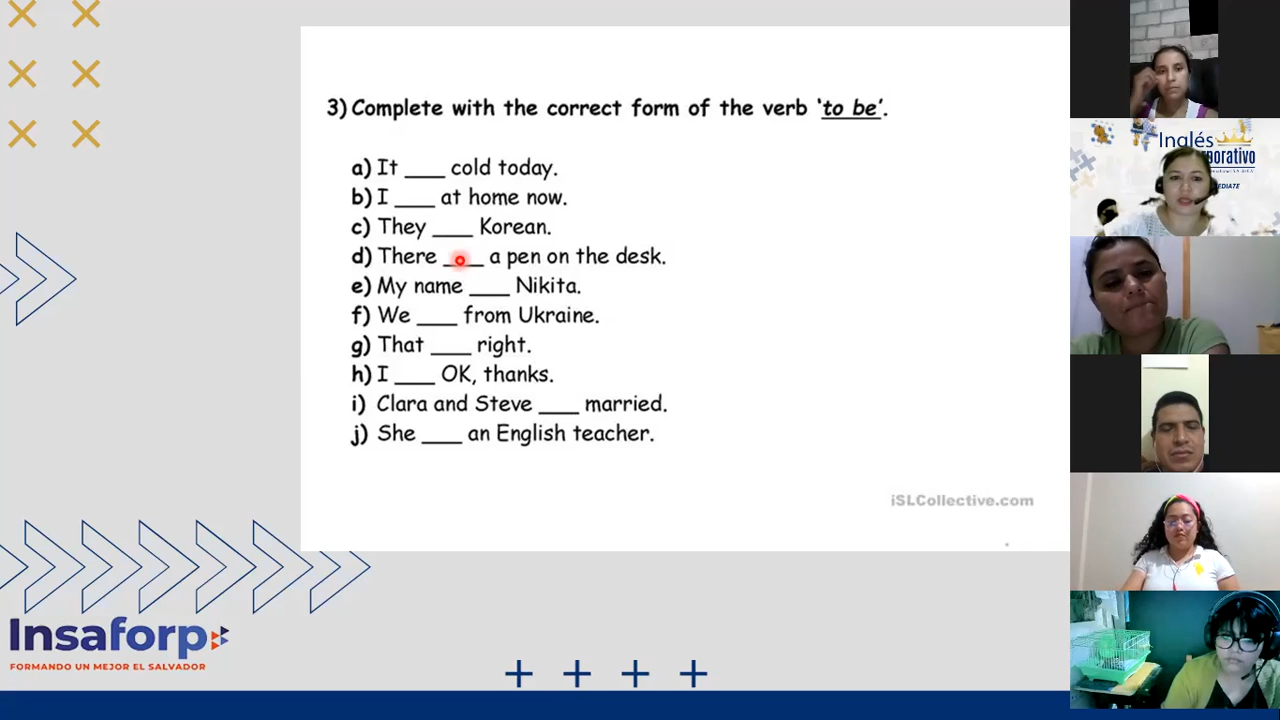 3) Complete with the correct form of the verb ‘to be’.
a) It ___ cold today.
b) I ___ at home now.
c) They ___ Korean.
d) There ___ a pen on the desk.
e) My name ___ Nikita.
f) We ___ from Ukraine.
g) That ___ right.
h) I ___ OK, thanks.
i) Clara and Steve ___ married.
j) She ___ an English teacher.
iSLCollective.com
Insaforp
FORMANDO UN MEJOR EL SALVADOR
Inglés